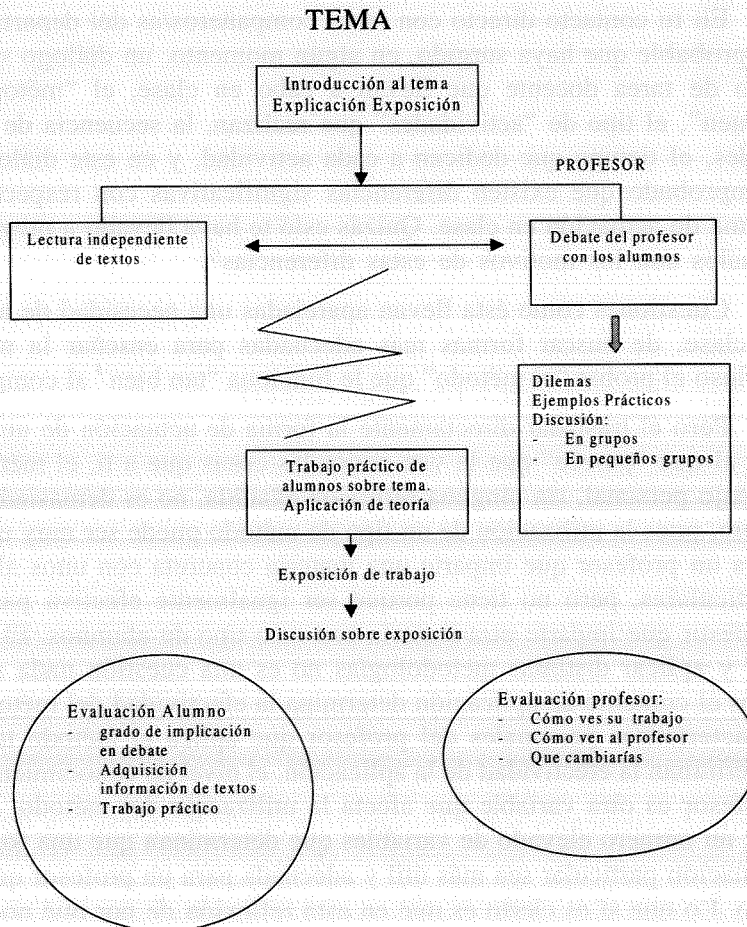 TEMA
Introducción al tema
Explicación Exposición
PROFESOR
Lectura independiente
de textos
Debate del profesor
con los alumnos
Dilemas
Ejemplos Prácticos
Discusión:
- En grupos
- En pequeños grupos
Trabajo práctico de
alumnos sobre tema.
Aplicación de teoría
Exposición de trabajo
Discusión sobre exposición
Evaluación Alumno
- grado de implicación
en debate
- Adquisición
información de textos
- Trabajo práctico
Evaluación profesor:
- Cómo ves su trabajo
- Cómo ven al profesor
- Que cambiarías